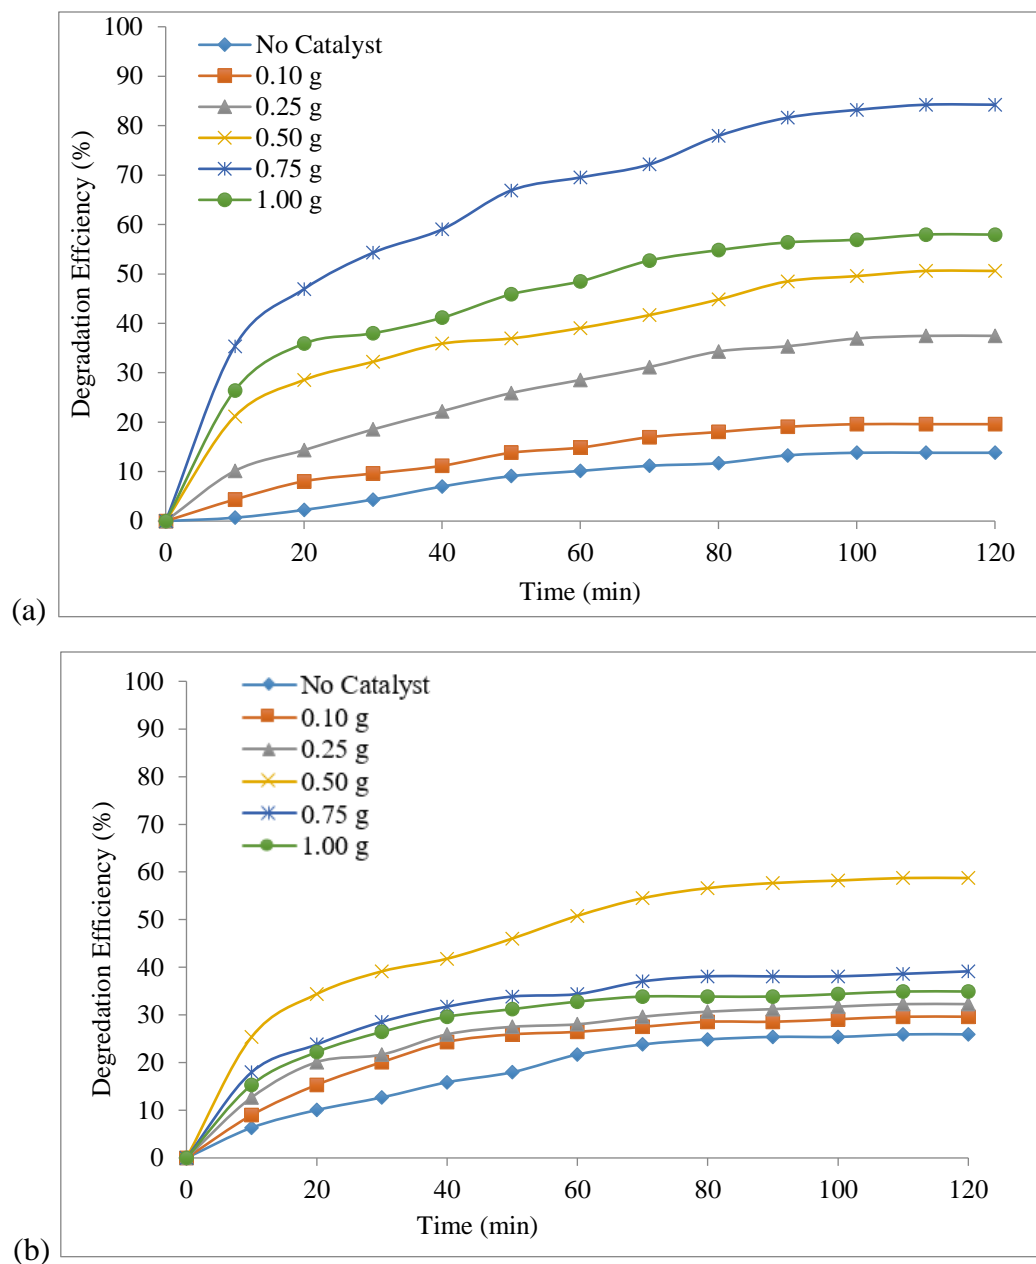 100
90
80
70
60
50
40
30
20
10
0
Degradation Effciency (%)
No Catalyst
0.10 g
0.25 g
0.50 g
0.75 g
1.00 g
0 20 40 60 80 100 120
Time (min)
(a)
100
90
80
70
60
50
40
30
20
10
0
Degredation Efficiency (%)
No Catalyst
0.10 g
0.25 g
0.50 g
0.75 g
1.00 g
0 20 40 60 80 100 120
Time (min)
(b)